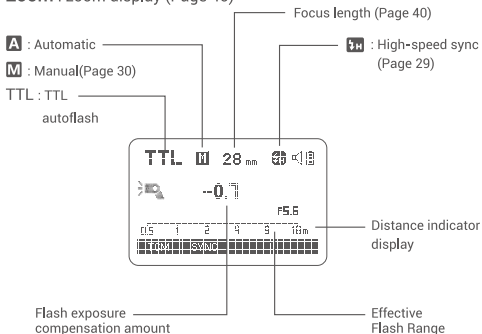 Zoom : Zoom display (Page 40)
Focus length (Page 40)
A : Automatic
M : Manual(Page 30)
TTL : TTL
autoflash
H : High-speed sync
(Page 29)
TTL M 28 mm
-0.7
F5.6
0.5 1 2 4 9 18m
SYNC
Distance indicator
display
Flash exposure
compensation amount
Effective
Flash Range